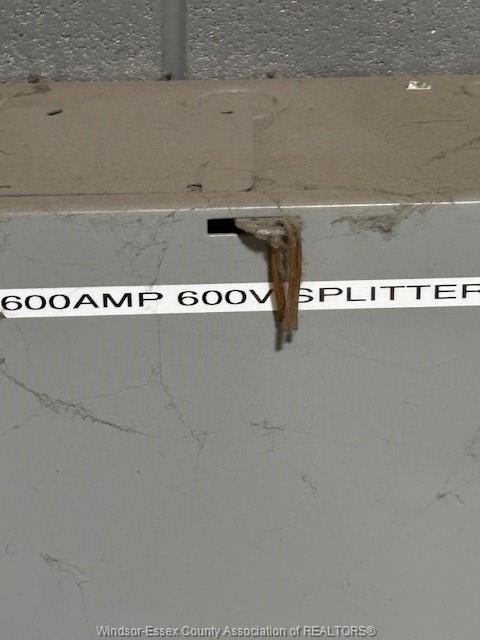 600AMP 600V SPLITTER
Windsor-Essex County Association of REALTORS®